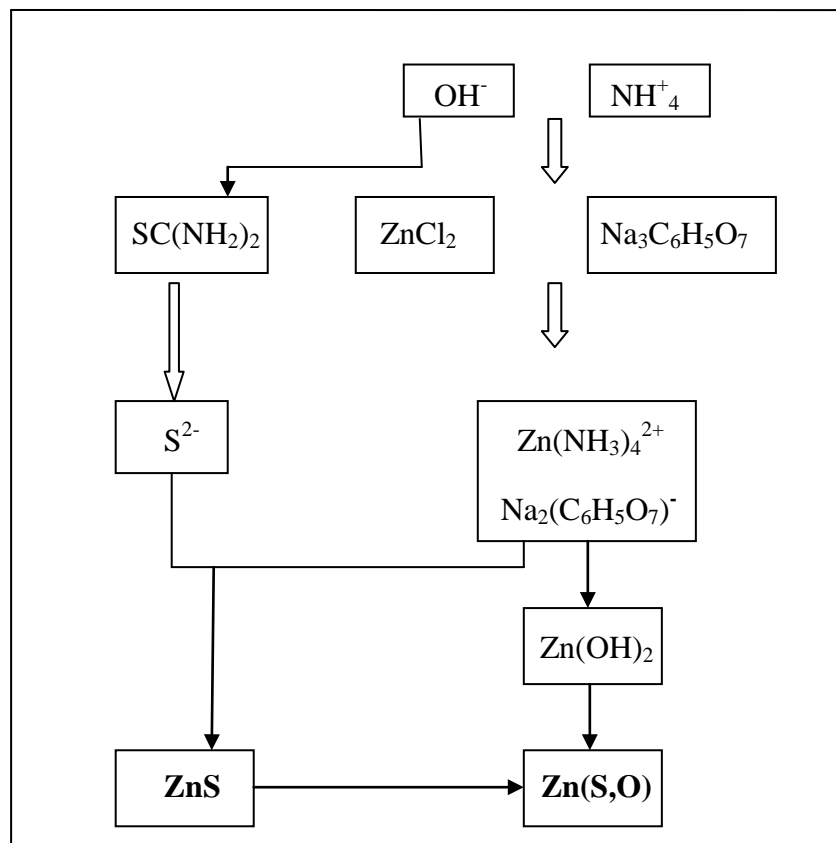 OH⁻
NH⁺₄
SC(NH₂)₂
ZnCl₂
Na₃C₆H₅O₇
S²⁻
Zn(NH₃)₄²⁺
Na₂(C₆H₅O₇)⁻
Zn(OH)₂
ZnS
Zn(S,O)